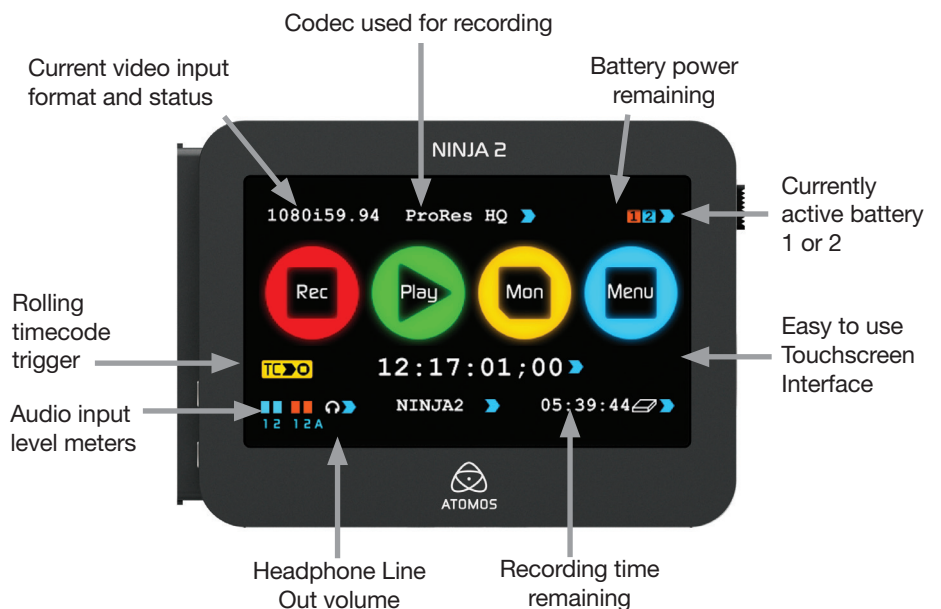 Codec used for recording
Current video input
format and status
Battery power
remaining
NINJA 2
Currently
active battery
1 or 2
1080i59.94
ProRes HQ
1 2
Rec
Play
Mon
Menu
Rolling
timecode
trigger
Easy to use
Touchscreen
Interface
TC
12:17:01;00
Audio input
level meters
NINJA2
05:39:44
12 12A
ATOMOS
Headphone Line
Out volume
Recording time
remaining